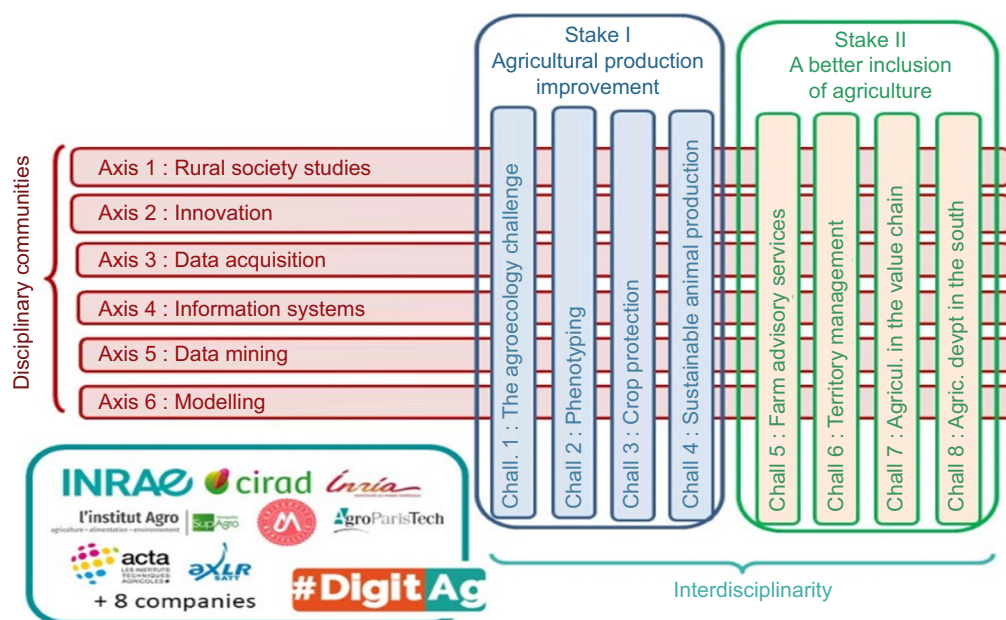 Stake I
Agricultural production
improvement
Stake II
A better inclusion
of agriculture
Disciplinary communities
Axis 1 : Rural society studies
Axis 2 : Innovation
Axis 3 : Data acquisition
Axis 4 : Information systems
Axis 5 : Data mining
Axis 6 : Modelling
Chall. 1 : The agroecology challenge
Chall 2 : Phenotyping
Chall 3 : Crop protection
Chall 4 : Sustainable animal production
Chall 5 : Farm advisory services
Chall 6 : Territory management
Chall 7 : Agricul. in the value chain
Chall 8 : Agric. devpt in the south
INRAE
cirad
Inria
l'institut Agro
agriculture • alimentation • environnement
SupAgro
AgroParisTech
acta
LES INSTITUTS
TECHNIQUES
AGRICOLES
AXLR
SATT
+ 8 companies
#DigitAg
Interdisciplinarity